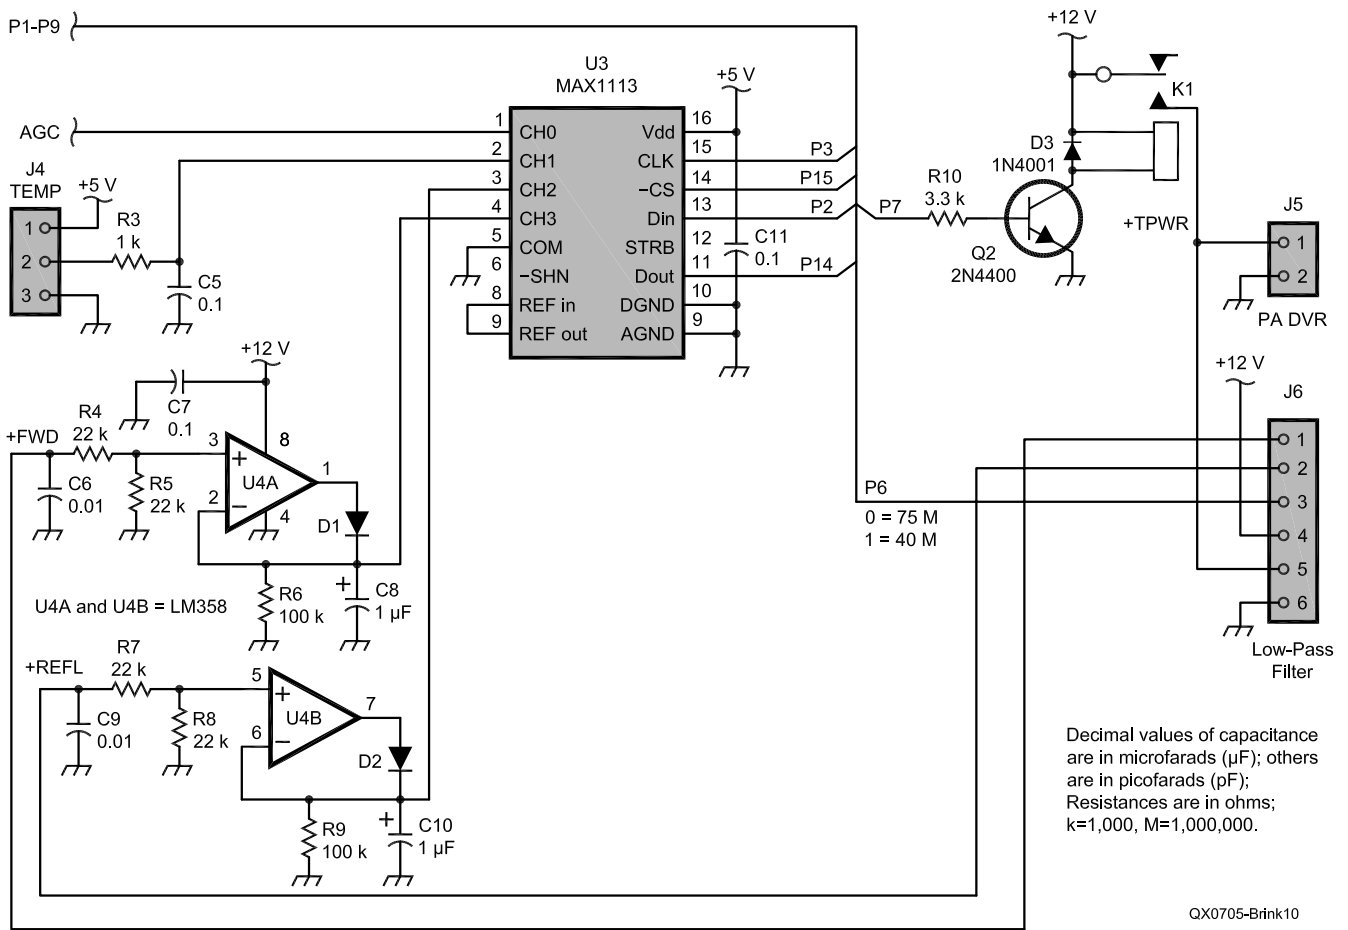 P1-P9
AGC
J4
TEMP
+5 V
1
2
3
R3
1 k
C5
0.1
U3
MAX1113
1
2
3
4
5
6
8
9
CH0
CH1
CH2
CH3
COM
−SHN
REF in
REF out
Vdd
CLK
−CS
Din
STRB
Dout
DGND
AGND
16
15
14
13
12
11
10
9
+5 V
C11
0.1
P3
P15
P2
P14
P7
R10
3.3 k
+12 V
K1
D3
1N4001
Q2
2N4400
+TPWR
J5
1
2
PA DVR
+12 V
J6
1
2
3
4
5
6
Low-Pass
Filter
P6
0 = 75 M
1 = 40 M
+12 V
C7
0.1
+FWD
R4
22 k
C6
0.01
R5
22 k
3
2
8
4
1
U4A
D1
R6
100 k
C8
1 µF
U4A and U4B = LM358
+REFL
R7
22 k
C9
0.01
R8
22 k
5
6
7
U4B
D2
R9
100 k
C10
1 µF
Decimal values of capacitance
are in microfarads (µF); others
are in picofarads (pF);
Resistances are in ohms;
k=1,000, M=1,000,000.
QX0705-Brink10